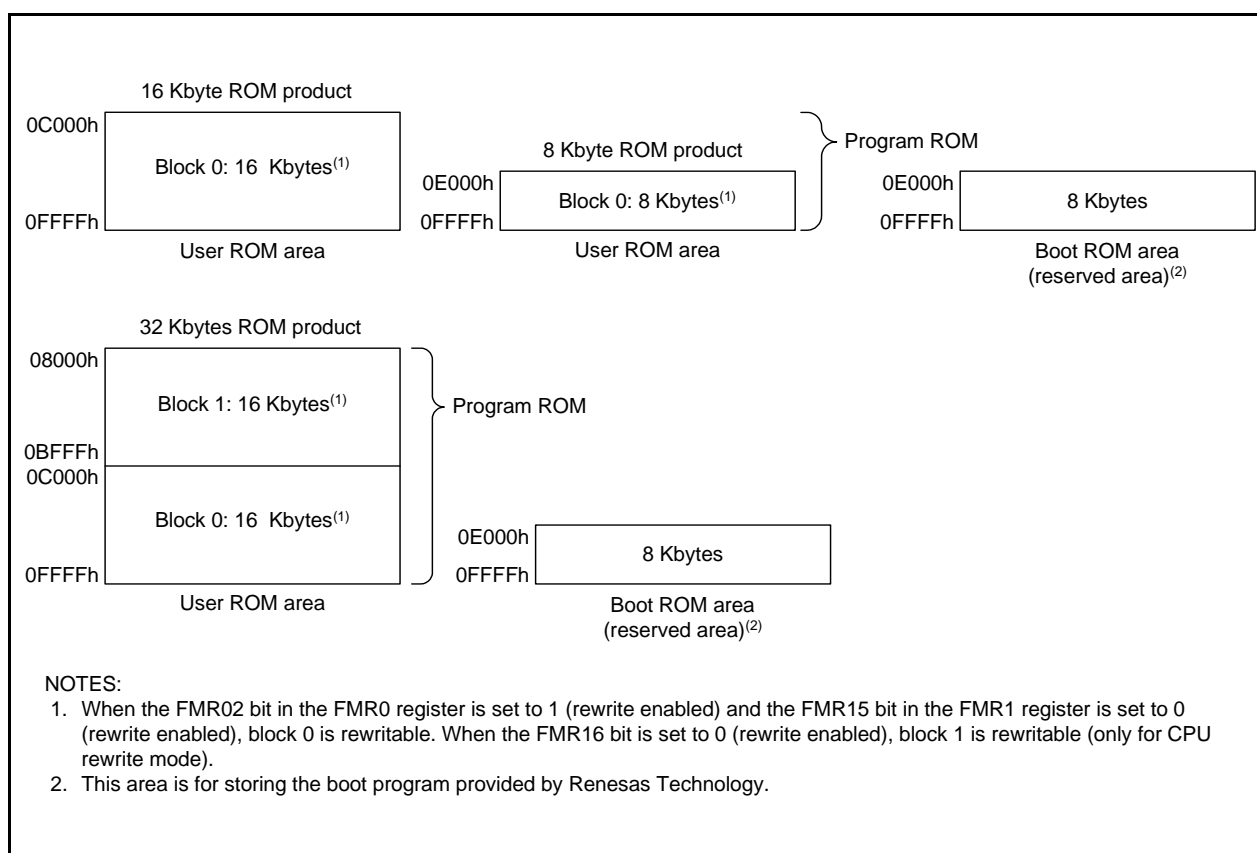 16 Kbyte ROM product
0C000h
Block 0: 16 Kbytes(1)
0FFFFh
User ROM area
8 Kbyte ROM product
0E000h
Block 0: 8 Kbytes(1)
0FFFFh
User ROM area
Program ROM
0E000h
8 Kbytes
0FFFFh
Boot ROM area
(reserved area)(2)
32 Kbytes ROM product
08000h
Block 1: 16 Kbytes(1)
0BFFFh
0C000h
Block 0: 16 Kbytes(1)
0FFFFh
User ROM area
Program ROM
0E000h
8 Kbytes
0FFFFh
Boot ROM area
(reserved area)(2)
NOTES:
1. When the FMR02 bit in the FMR0 register is set to 1 (rewrite enabled) and the FMR15 bit in the FMR1 register is set to 0
(rewrite enabled), block 0 is rewritable. When the FMR16 bit is set to 0 (rewrite enabled), block 1 is rewritable (only for CPU
rewrite mode).
2. This area is for storing the boot program provided by Renesas Technology.